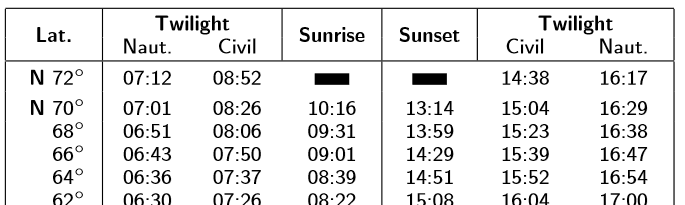 Lat. Twilight Sunrise Sunset Twilight
Naut. Civil Civil Naut.
N 72° 07:12 08:52 14:38 16:17
N 70° 07:01 08:26 10:16 13:14 15:04 16:29
68° 06:51 08:06 09:31 13:59 15:23 16:38
66° 06:43 07:50 09:01 14:29 15:39 16:47
64° 06:36 07:37 08:39 14:51 15:52 16:54
62° 06:30 07:26 08:22 15:08 16:04 17:00